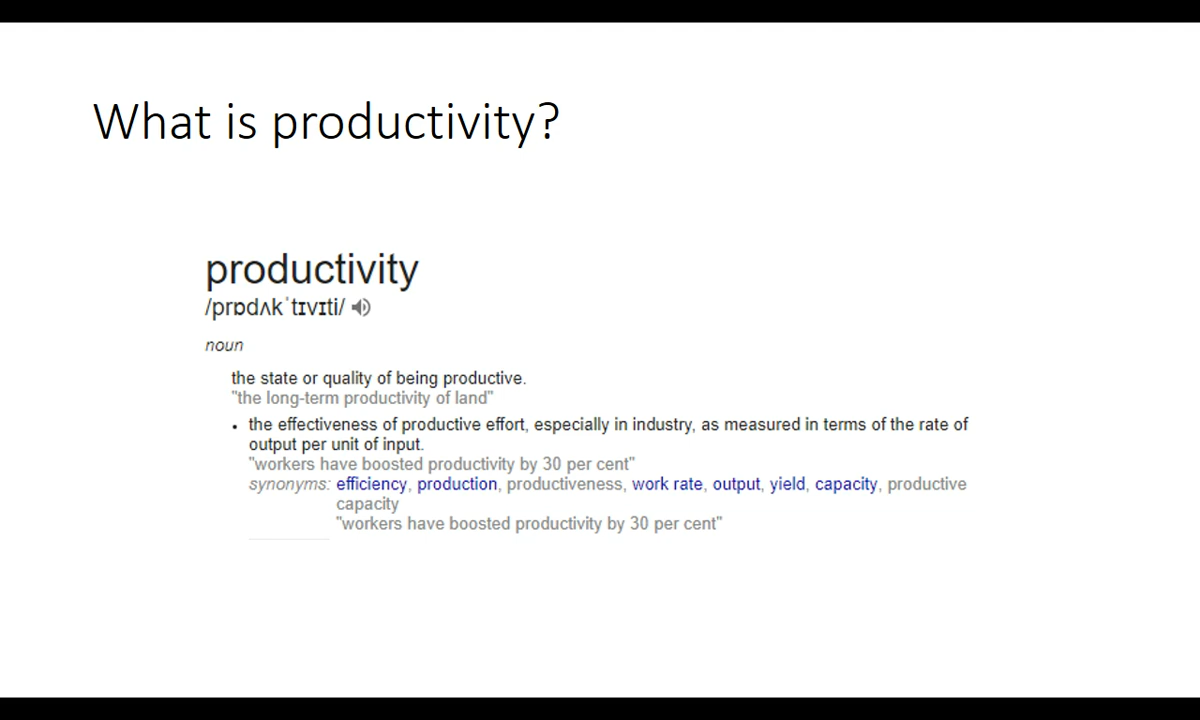 What is productivity?
productivity
/prɒdʌkˈtɪvɪti/
noun
the state or quality of being productive.
"the long-term productivity of land"
• the effectiveness of productive effort, especially in industry, as measured in terms of the rate of
output per unit of input.
"workers have boosted productivity by 30 per cent"
synonyms: efficiency, production, productiveness, work rate, output, yield, capacity, productive
capacity
"workers have boosted productivity by 30 per cent"